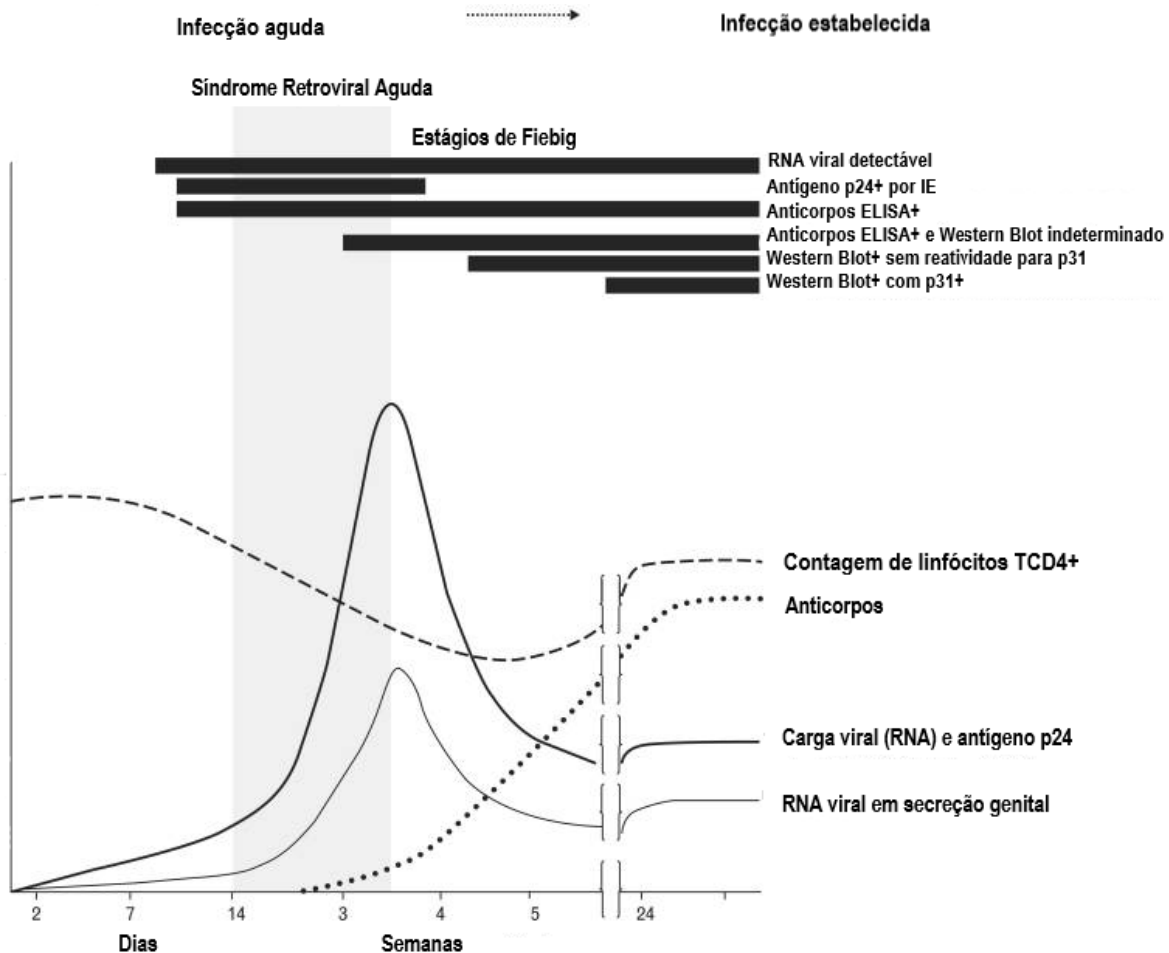 Infecção aguda
Infecção estabelecida
Síndrome Retroviral Aguda
Estágios de Fiebig
RNA viral detectável
Antígeno p24+ por IE
Anticorpos ELISA+
Anticorpos ELISA+ e Western Blot indeterminado
Western Blot+ sem reatividade para p31
Western Blot+ com p31+
Contagem de linfócitos TCD4+
Anticorpos
Carga viral (RNA) e antígeno p24
RNA viral em secreção genital
2 7 14 3 4 5 24
Dias Semanas